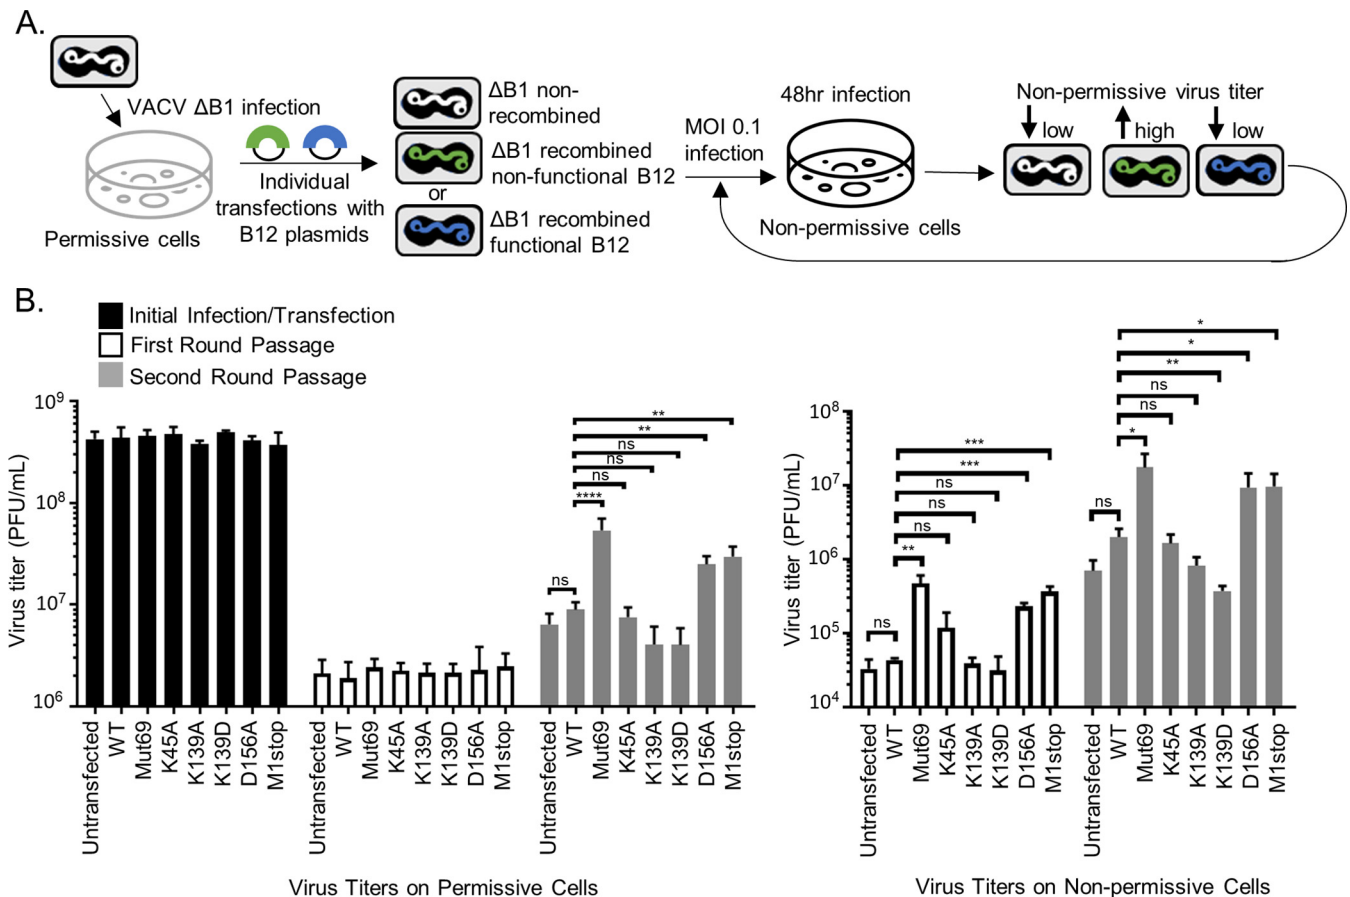 A.
VACV ΔB1 infection
Permissive cells
Individual
transfections with
B12 plasmids
ΔB1 non-
recombined
ΔB1 recombined
non-functional B12
or
ΔB1 recombined
functional B12
MOI 0.1
infection
48hr infection
Non-permissive cells
Non-permissive virus titer
low
high
low
B.
Initial Infection/Transfection
First Round Passage
Second Round Passage
Virus titer (PFU/mL)
10⁹
10⁸
10⁷
10⁶
**
**
ns
ns
ns
****
ns
Untransfected
WT
Mut69
K45A
K139A
K139D
D156A
M1stop
Untransfected
WT
Mut69
K45A
K139A
K139D
D156A
M1stop
Untransfected
WT
Mut69
K45A
K139A
K139D
D156A
M1stop
Virus Titers on Permissive Cells
Virus titer (PFU/mL)
10⁸
10⁷
10⁶
10⁵
10⁴
***
***
ns
ns
ns
**
ns
*
*
**
ns
ns
*
ns
Untransfected
WT
Mut69
K45A
K139A
K139D
D156A
M1stop
Untransfected
WT
Mut69
K45A
K139A
K139D
D156A
M1stop
Virus Titers on Non-permissive Cells